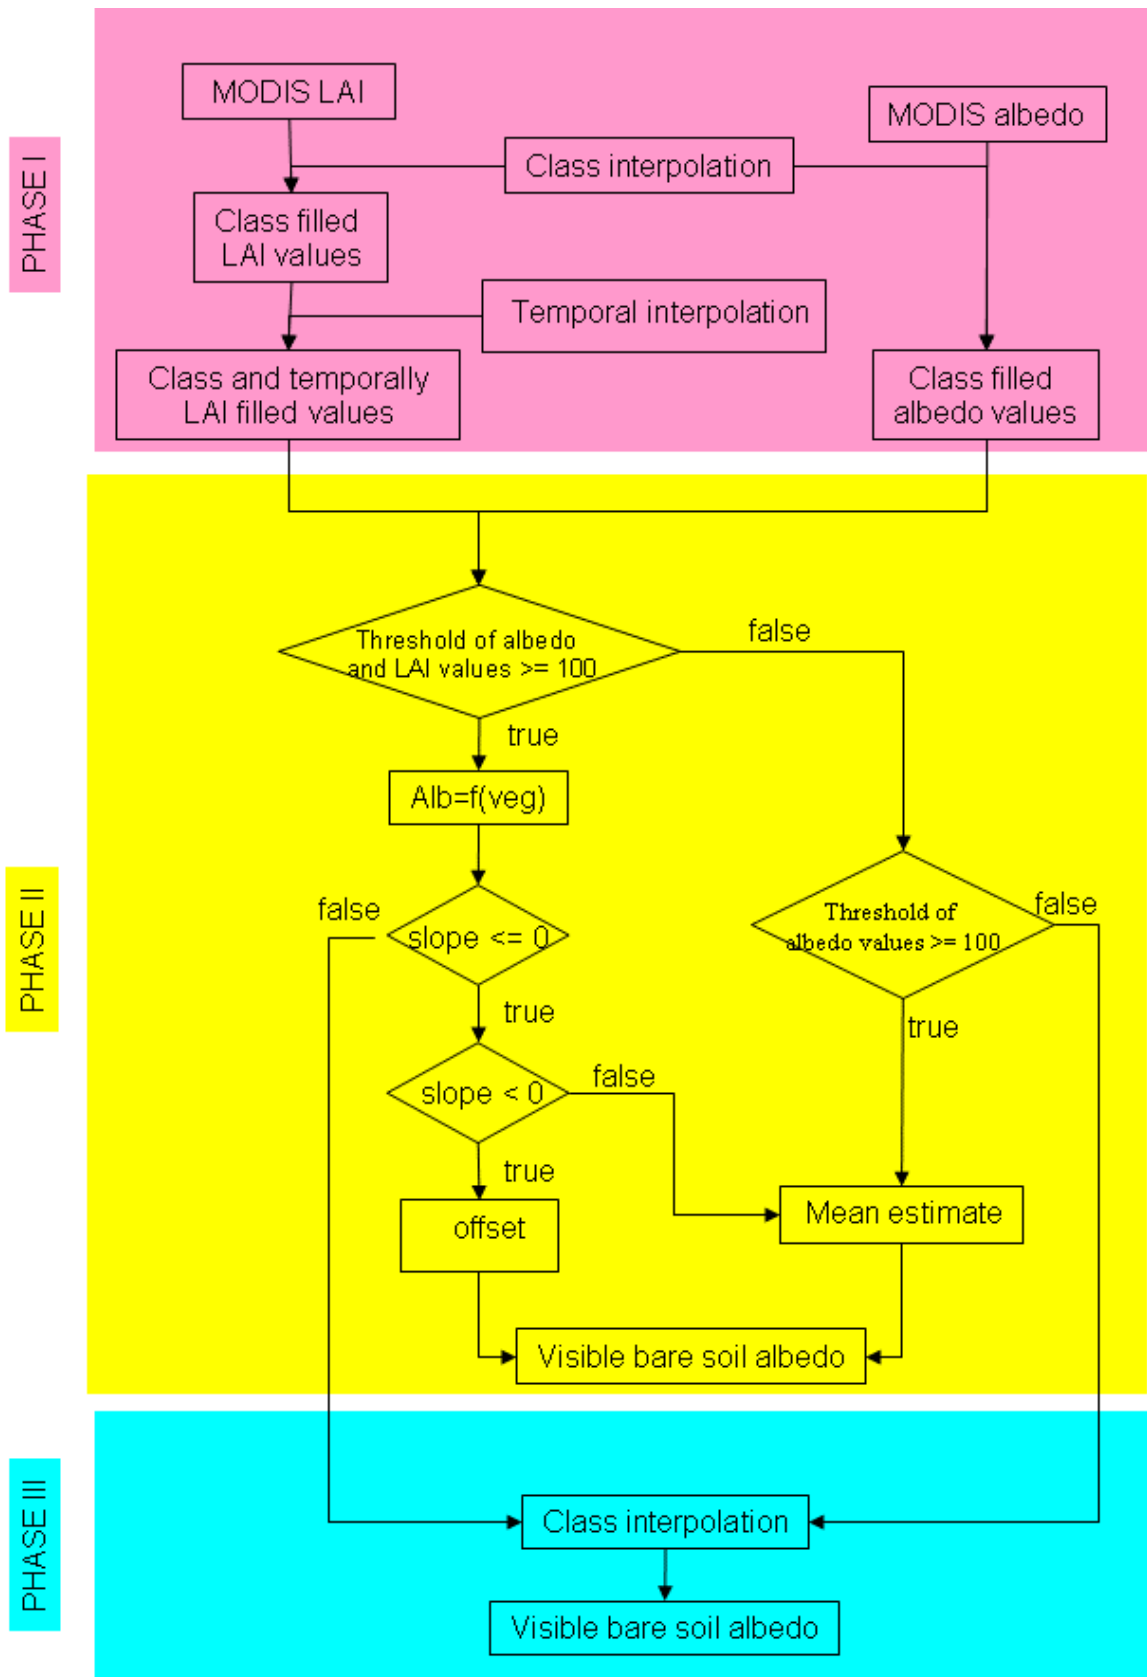 PHASE I
MODIS LAI
MODIS albedo
Class interpolation
Class filled
LAI values
Temporal interpolation
Class and temporally
LAI filled values
Class filled
albedo values
PHASE II
Threshold of albedo
and LAI values >= 100
false
true
Alb=f(veg)
false
slope <= 0
Threshold of
albedo values >= 100
false
true
true
slope < 0
false
true
offset
Mean estimate
Visible bare soil albedo
PHASE III
Class interpolation
Visible bare soil albedo